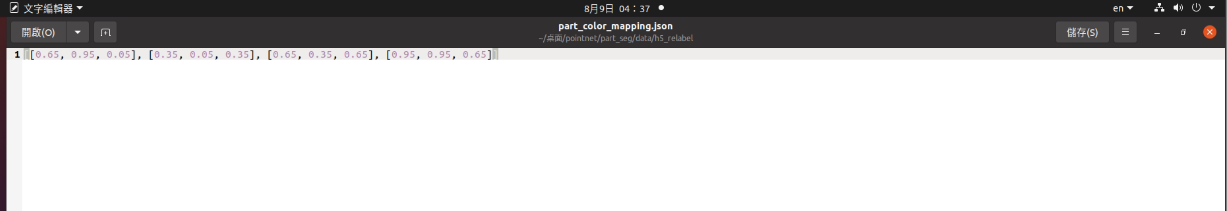 文字編輯器 8月9日 04：37 en
開啟(O) part_color_mapping.json 儲存(S)
~/桌面/pointnet/part_seg/data/h5_relabel
1 [[0.65, 0.95, 0.05], [0.35, 0.05, 0.35], [0.65, 0.35, 0.65], [0.95, 0.95, 0.65]]